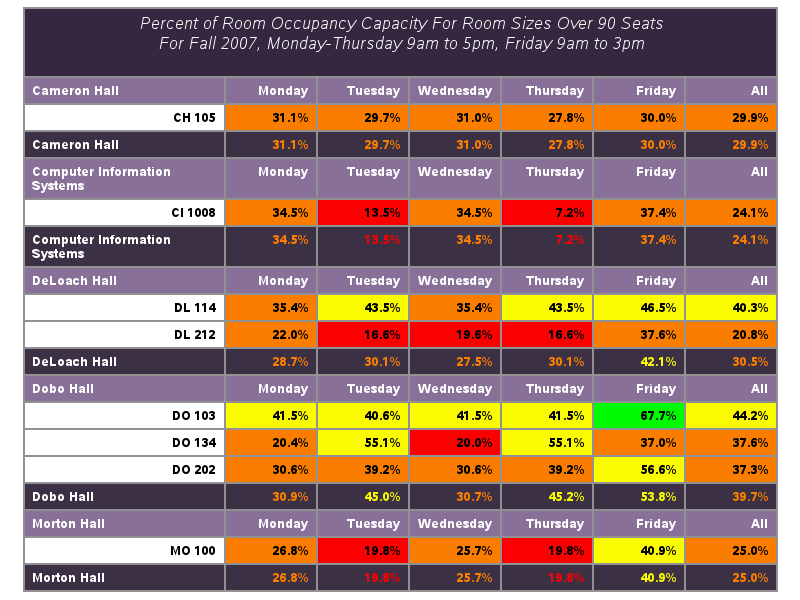 Percent of Room Occupancy Capacity For Room Sizes Over 90 Seats
For Fall 2007, Monday-Thursday 9am to 5pm, Friday 9am to 3pm
Cameron Hall Monday Tuesday Wednesday Thursday Friday All
CH 105 31.1% 29.7% 31.0% 27.8% 30.0% 29.9%
Cameron Hall 31.1% 29.7% 31.0% 27.8% 30.0% 29.9%
Computer Information Monday Tuesday Wednesday Thursday Friday All
Systems
CI 1008 34.5% 13.5% 34.5% 7.2% 37.4% 24.1%
Computer Information 34.5% 13.5% 34.5% 7.2% 37.4% 24.1%
Systems
DeLoach Hall Monday Tuesday Wednesday Thursday Friday All
DL 114 35.4% 43.5% 35.4% 43.5% 46.5% 40.3%
DL 212 22.0% 16.6% 19.6% 16.6% 37.6% 20.8%
DeLoach Hall 28.7% 30.1% 27.5% 30.1% 42.1% 30.5%
Dobo Hall Monday Tuesday Wednesday Thursday Friday All
DO 103 41.5% 40.6% 41.5% 41.5% 67.7% 44.2%
DO 134 20.4% 55.1% 20.0% 55.1% 37.0% 37.6%
DO 202 30.6% 39.2% 30.6% 39.2% 56.6% 37.3%
Dobo Hall 30.9% 45.0% 30.7% 45.2% 53.8% 39.7%
Morton Hall Monday Tuesday Wednesday Thursday Friday All
MO 100 26.8% 19.8% 25.7% 19.8% 40.9% 25.0%
Morton Hall 26.8% 19.8% 25.7% 19.8% 40.9% 25.0%